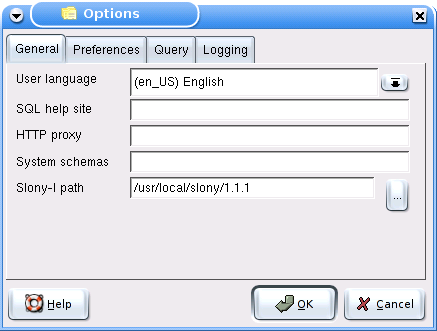 Options
General Preferences Query Logging
User language (en_US) English
SQL help site
HTTP proxy
System schemas
Slony-I path /usr/local/slony/1.1.1 ...
Help OK Cancel